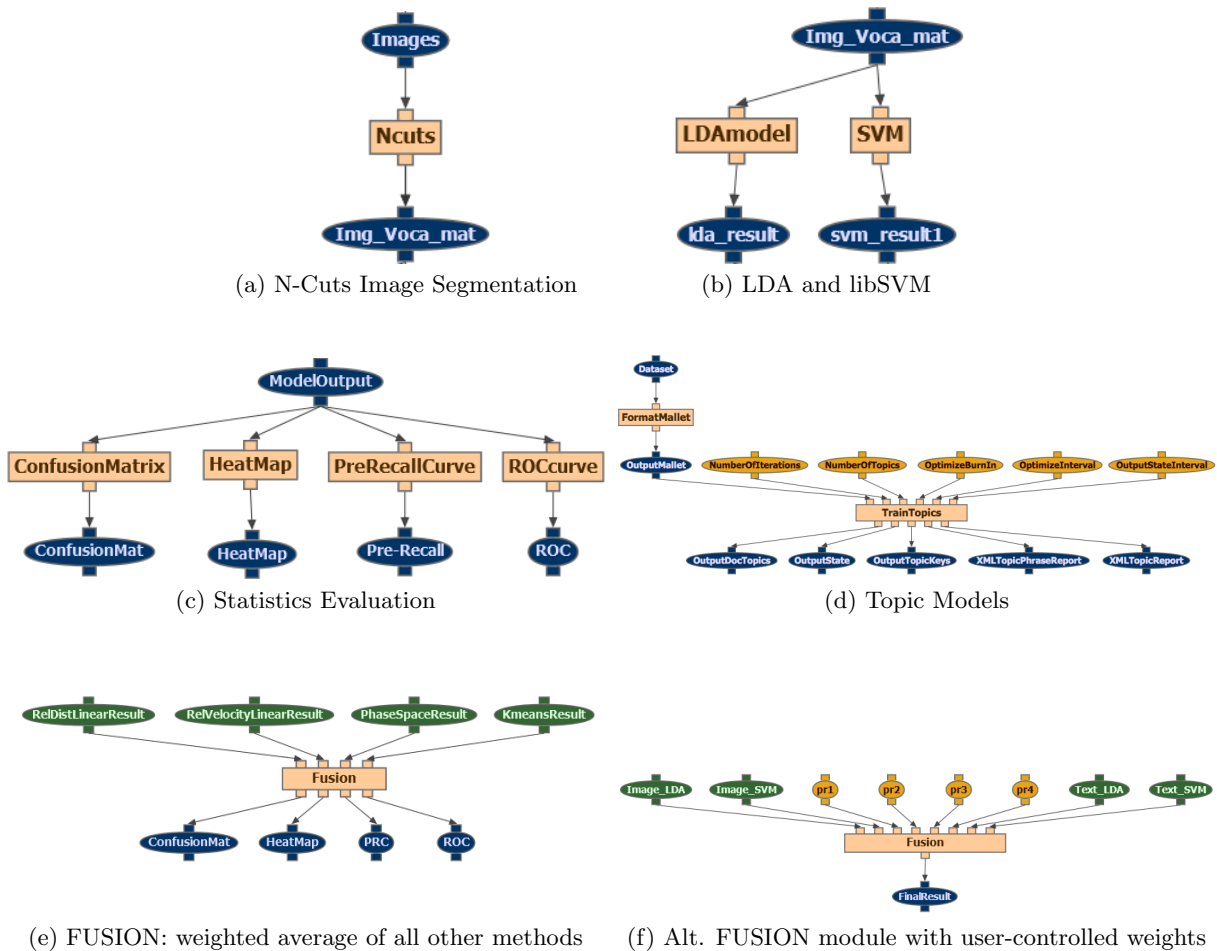 Images
Ncuts
Img_Voca_mat
(a) N-Cuts Image Segmentation
Img_Voca_mat
LDAmodel SVM
lda_result svm_result1
(b) LDA and libSVM
ModelOutput
ConfusionMatrix HeatMap PreRecallCurve ROCcurve
ConfusionMat HeatMap Pre-Recall ROC
(c) Statistics Evaluation
Dataset
FormatMallet
OutputMallet NumberOfIterations NumberOfTopics OptimizeBurnIn OptimizeInterval OutputStateInterval
TrainTopics
OutputDocTopics OutputState OutputTopicKeys XMLTopicPhraseReport XMLTopicReport
(d) Topic Models
RelDistLinearResult RelVelocityLinearResult PhaseSpaceResult KmeansResult
Fusion
ConfusionMat HeatMap PRC ROC
(e) FUSION: weighted average of all other methods
Image_LDA Image_SVM pr1 pr2 pr3 pr4 Text_LDA Text_SVM
Fusion
FinalResult
(f) Alt. FUSION module with user-controlled weights